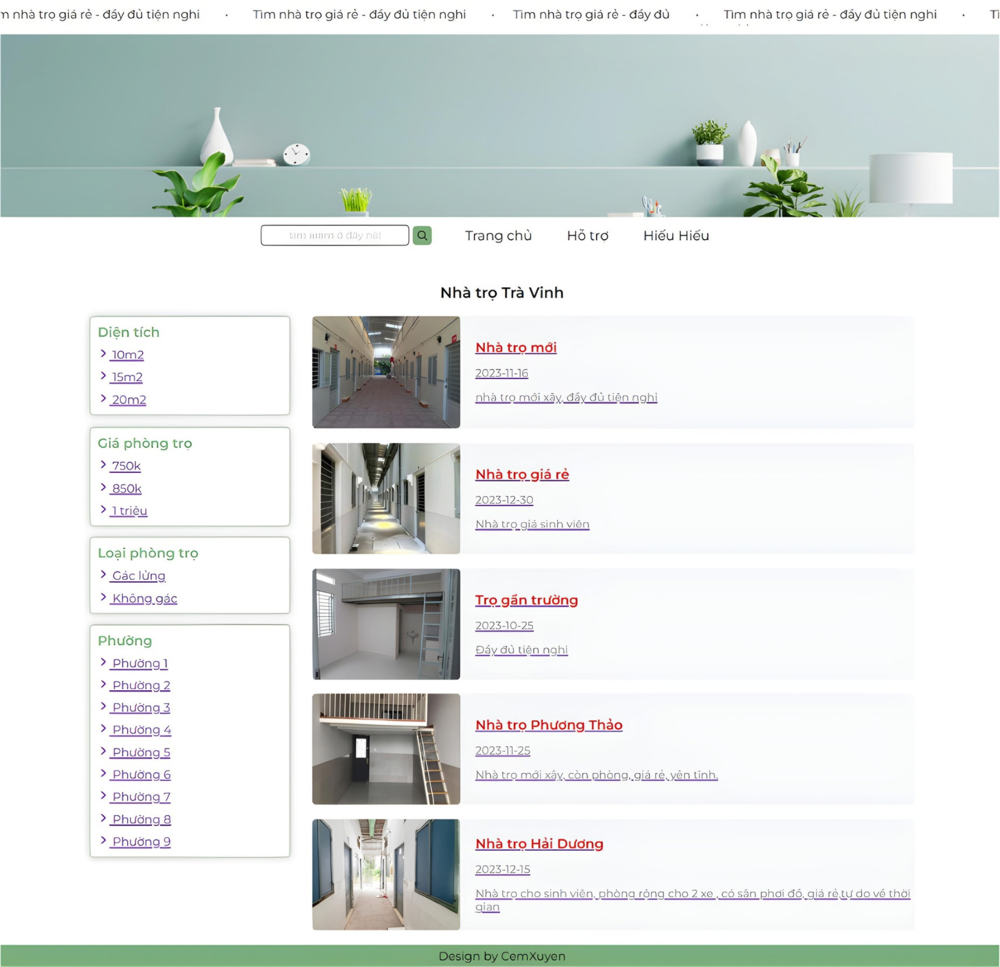 m nhà trọ giá rẻ - đầy đủ tiện nghi · Tìm nhà trọ giá rẻ - đầy đủ tiện nghi · Tìm nhà trọ giá rẻ - đầy đủ · Tìm nhà trọ giá rẻ - đầy đủ tiện nghi · Tì
Trang chủ Hỗ trợ Hiếu Hiếu
Nhà trọ Trà Vinh
Diện tích
10m2
15m2
20m2
Giá phòng trọ
750k
850k
1 triệu
Loại phòng trọ
Gác lửng
Không gác
Phường
Phường 1
Phường 2
Phường 3
Phường 4
Phường 5
Phường 6
Phường 7
Phường 8
Phường 9
Nhà trọ mới
2023-11-16
nhà trọ mới xây, đầy đủ tiện nghi
Nhà trọ giá rẻ
2023-12-30
Nhà trọ giá sinh viên
Trọ gần trường
2023-10-25
Đầy đủ tiện nghi
Nhà trọ Phương Thảo
2023-11-25
Nhà trọ mới xây, còn phòng, giá rẻ, yên tĩnh.
Nhà trọ Hải Dương
2023-12-15
Nhà trọ cho sinh viên, phòng rộng cho 2 xe , có sân phơi đồ, giá rẻ,tự do về thời
gian
Design by CemXuyen